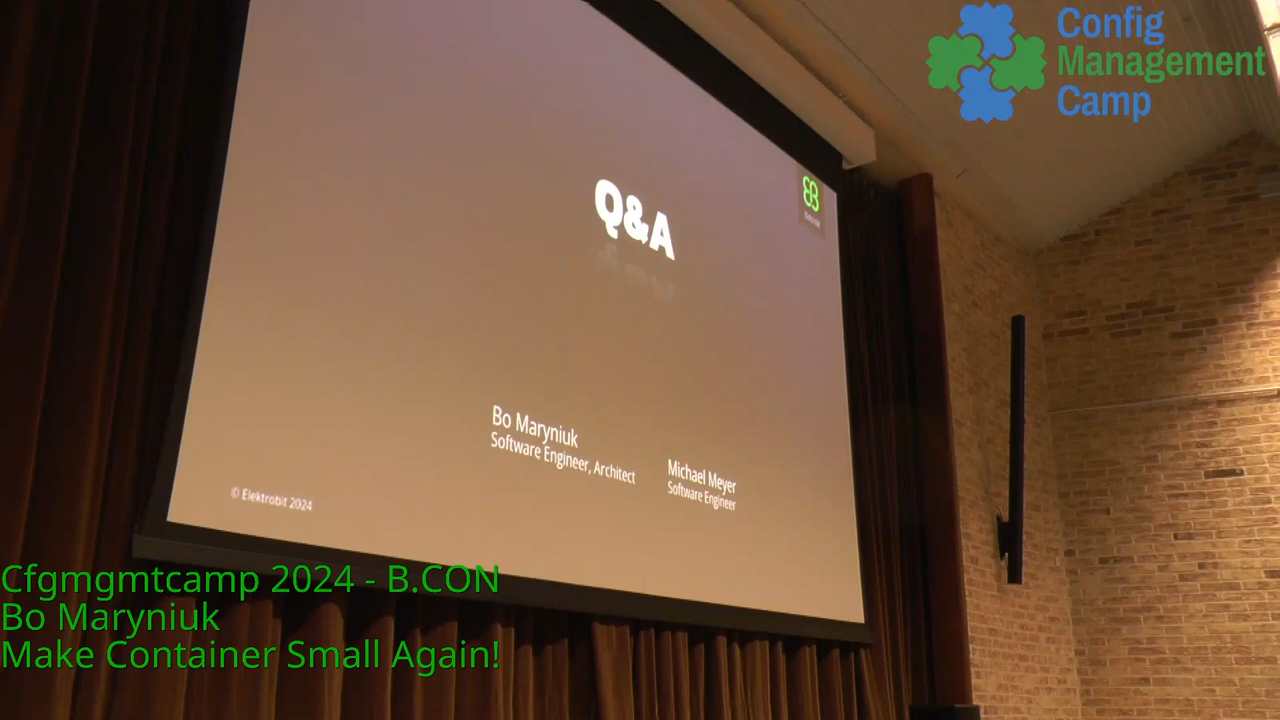 Config
Management
Camp
Q&A
Bo Maryniuk
Software Engineer, Architect
Michael Meyer
Software Engineer
© Elektrobit 2024
Cfgmgmtcamp 2024 - B.CON
Bo Maryniuk
Make Container Small Again!